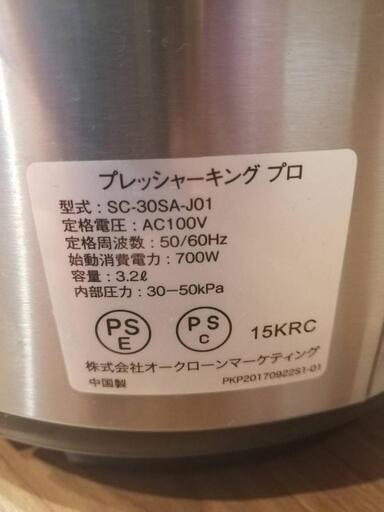 プレッシャーキング プロ
型式：SC-30SA-J01
定格電圧：AC100V
定格周波数：50/60Hz
始動消費電力：700W
容量：3.2ℓ
内部圧力：30－50kPa
PS
E
PS
C
15KRC
株式会社オークローンマーケティング
中国製
PKP20170922S1-01